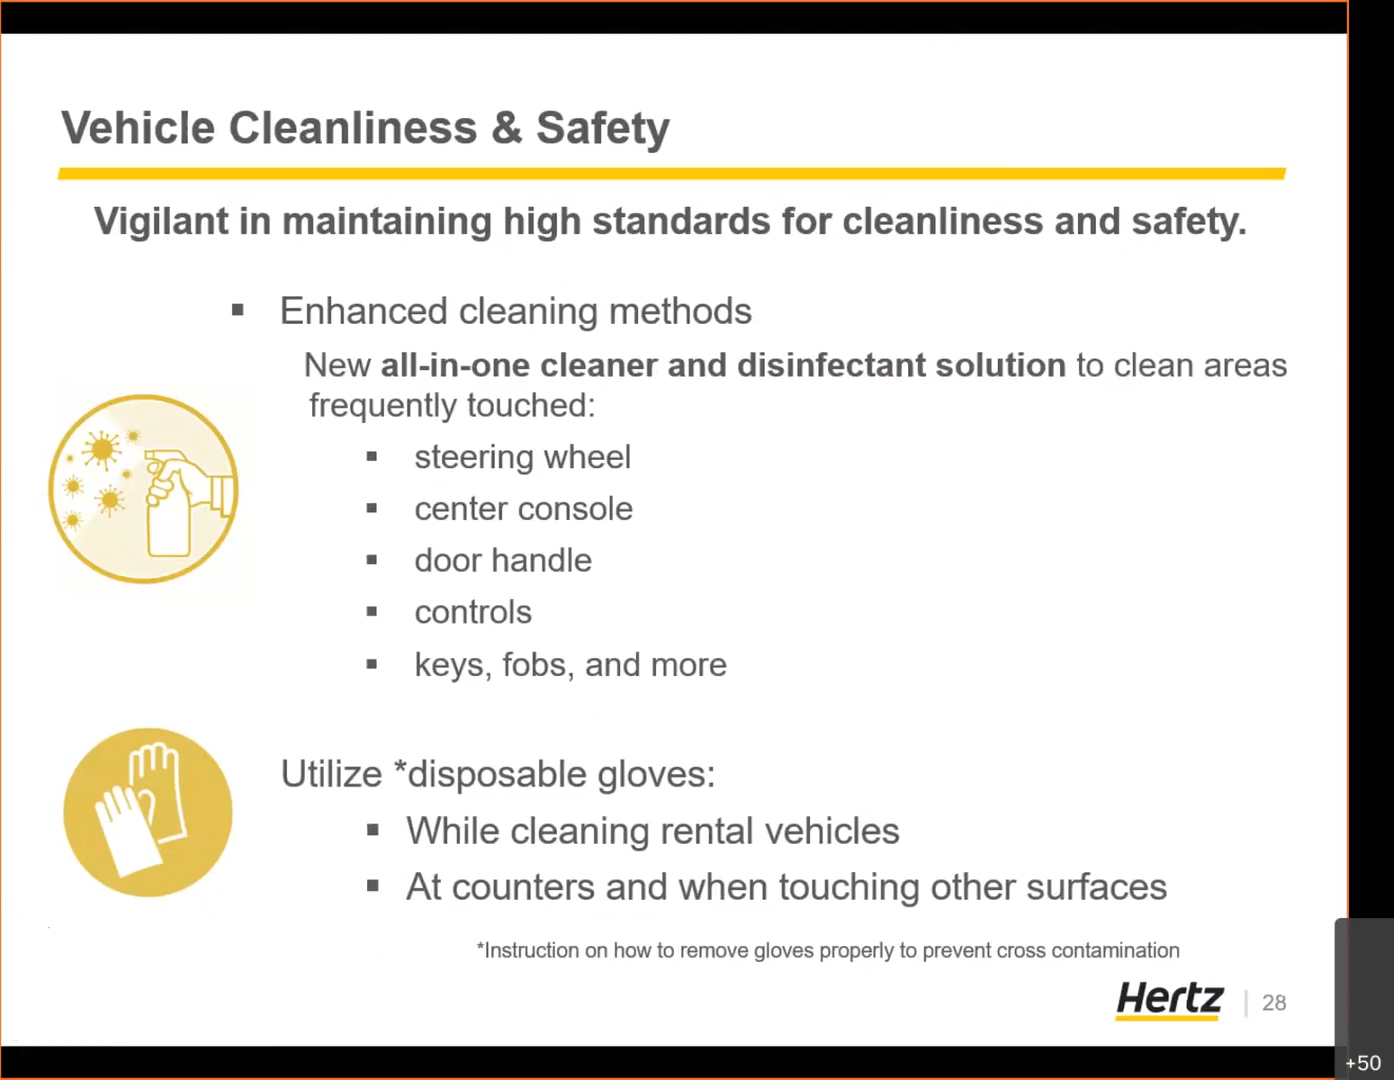 Vehicle Cleanliness & Safety
Vigilant in maintaining high standards for cleanliness and safety.
▪ Enhanced cleaning methods
New all-in-one cleaner and disinfectant solution to clean areas
frequently touched:
▪ steering wheel
▪ center console
▪ door handle
▪ controls
▪ keys, fobs, and more
Utilize *disposable gloves:
▪ While cleaning rental vehicles
▪ At counters and when touching other surfaces
*Instruction on how to remove gloves properly to prevent cross contamination
Hertz | 28
+50